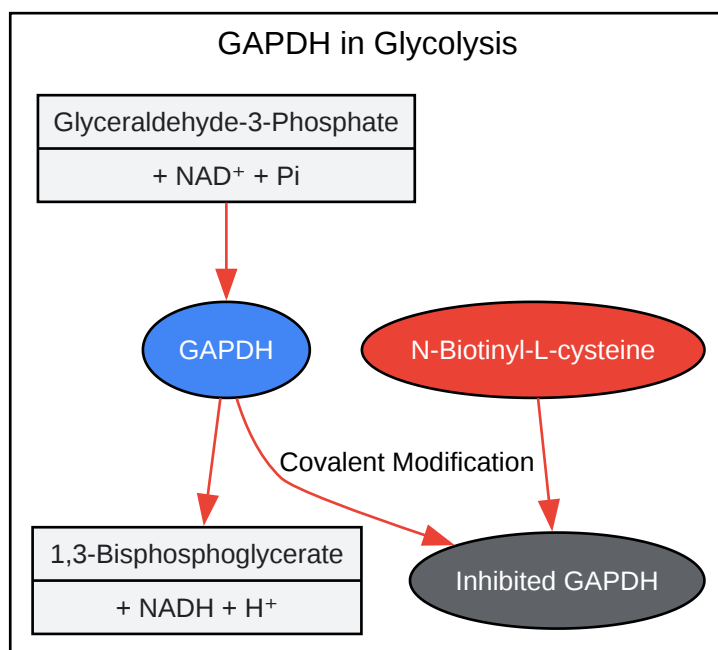 GAPDH in Glycolysis
Glyceraldehyde-3-Phosphate
+ NAD⁺ + Pi
GAPDH
N-Biotinyl-L-cysteine
Covalent Modification
1,3-Bisphosphoglycerate
+ NADH + H⁺
Inhibited GAPDH